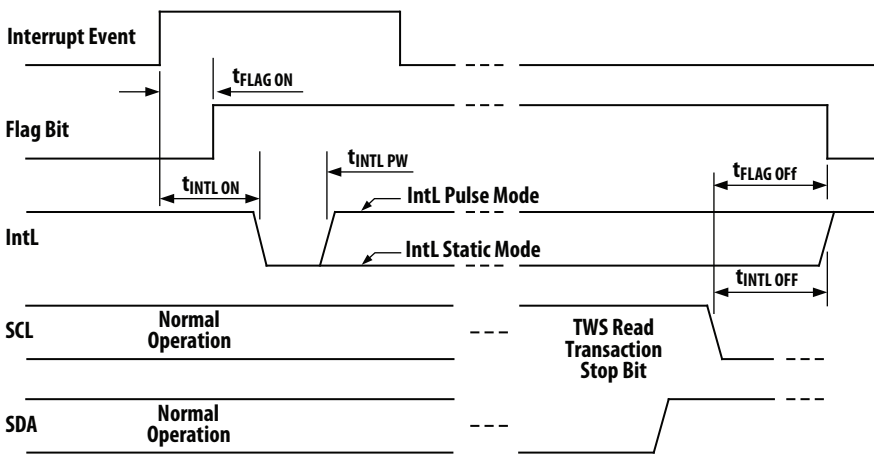 Interrupt Event
tFLAG ON
Flag Bit
tINTL PW
tFLAG OFf
tINTL ON
IntL Pulse Mode
IntL
IntL Static Mode
tINTL OFF
SCL
Normal
Operation
TWS Read
Transaction
Stop Bit
SDA
Normal
Operation